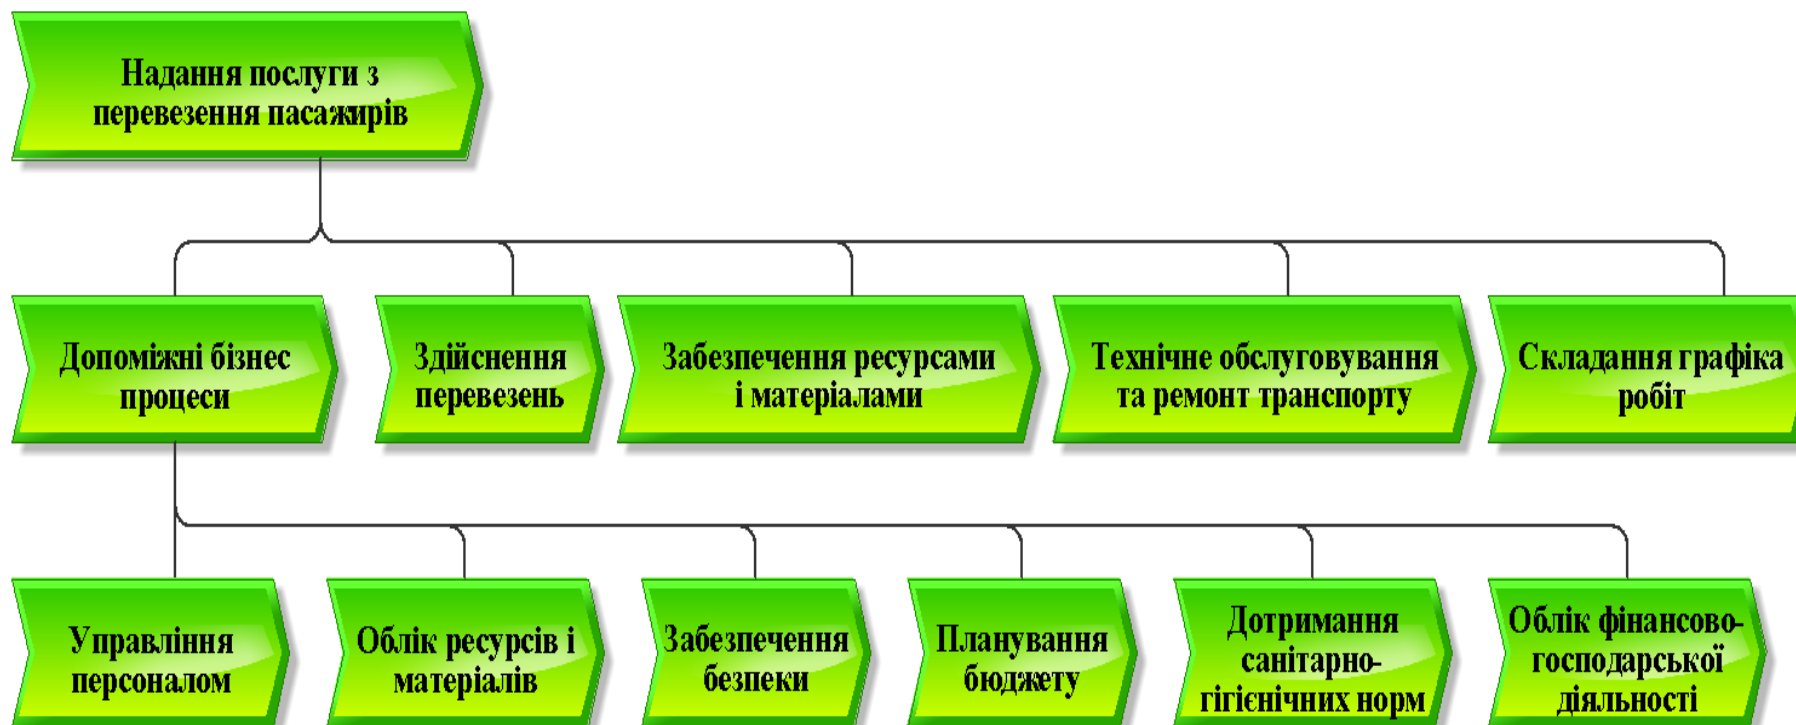 Надання послуги з
перевезення пасажирів
Допоміжні бізнес
процеси
Здійснення
перевезень
Забезпечення ресурсами
і матеріалами
Технічне обслуговування
та ремонт транспорту
Складання графіка
робіт
Управління
персоналом
Облік ресурсів і
матеріалів
Забезпечення
безпеки
Планування
бюджету
Дотримання
санітарно-
гігієнічних норм
Облік фінансово-
господарської
діяльності